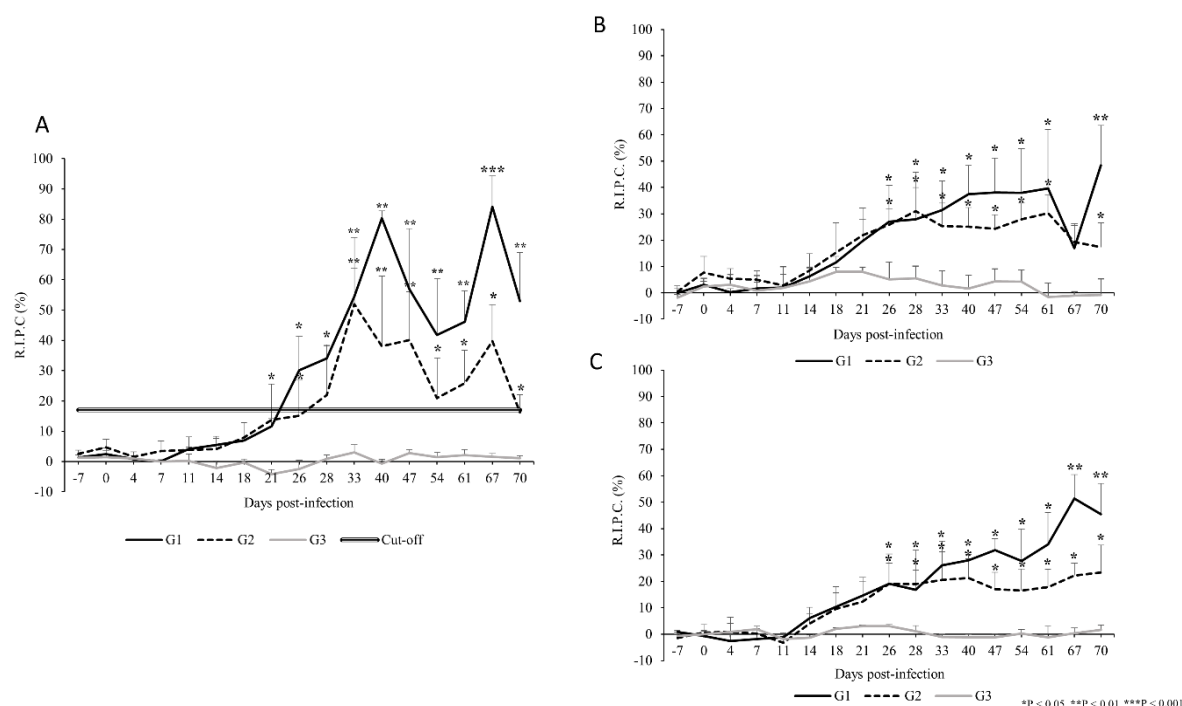 A
R.I.P.C (%)
100
90
80
70
60
50
40
30
20
10
0
-10
* * * ** ** ** ** ** ** ** ** *** **
* * * * *
-7 0 4 7 11 14 18 21 26 28 33 40 47 54 61 67 70
Days post-infection
G1 G2 G3 Cut-off
B
R.I.P.C. (%)
100
90
80
70
60
50
40
30
20
10
0
-10
* * * * * * * **
* * * * * * * *
-7 0 4 7 11 14 18 21 26 28 33 40 47 54 61 67 70
Days post-infection
G1 G2 G3
C
R.I.P.C. (%)
100
90
80
70
60
50
40
30
20
10
0
-10
* * * * * * * ** **
* * * * * * * * *
-7 0 4 7 11 14 18 21 26 28 33 40 47 54 61 67 70
Days post-infection
G1 G2 G3
*P < 0.05, **P < 0.01, ***P < 0.001